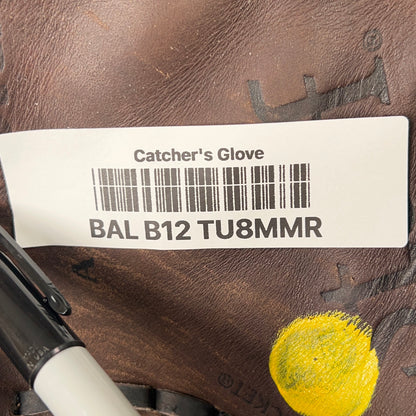 Catcher's Glove
BAL B12 TU8MMR